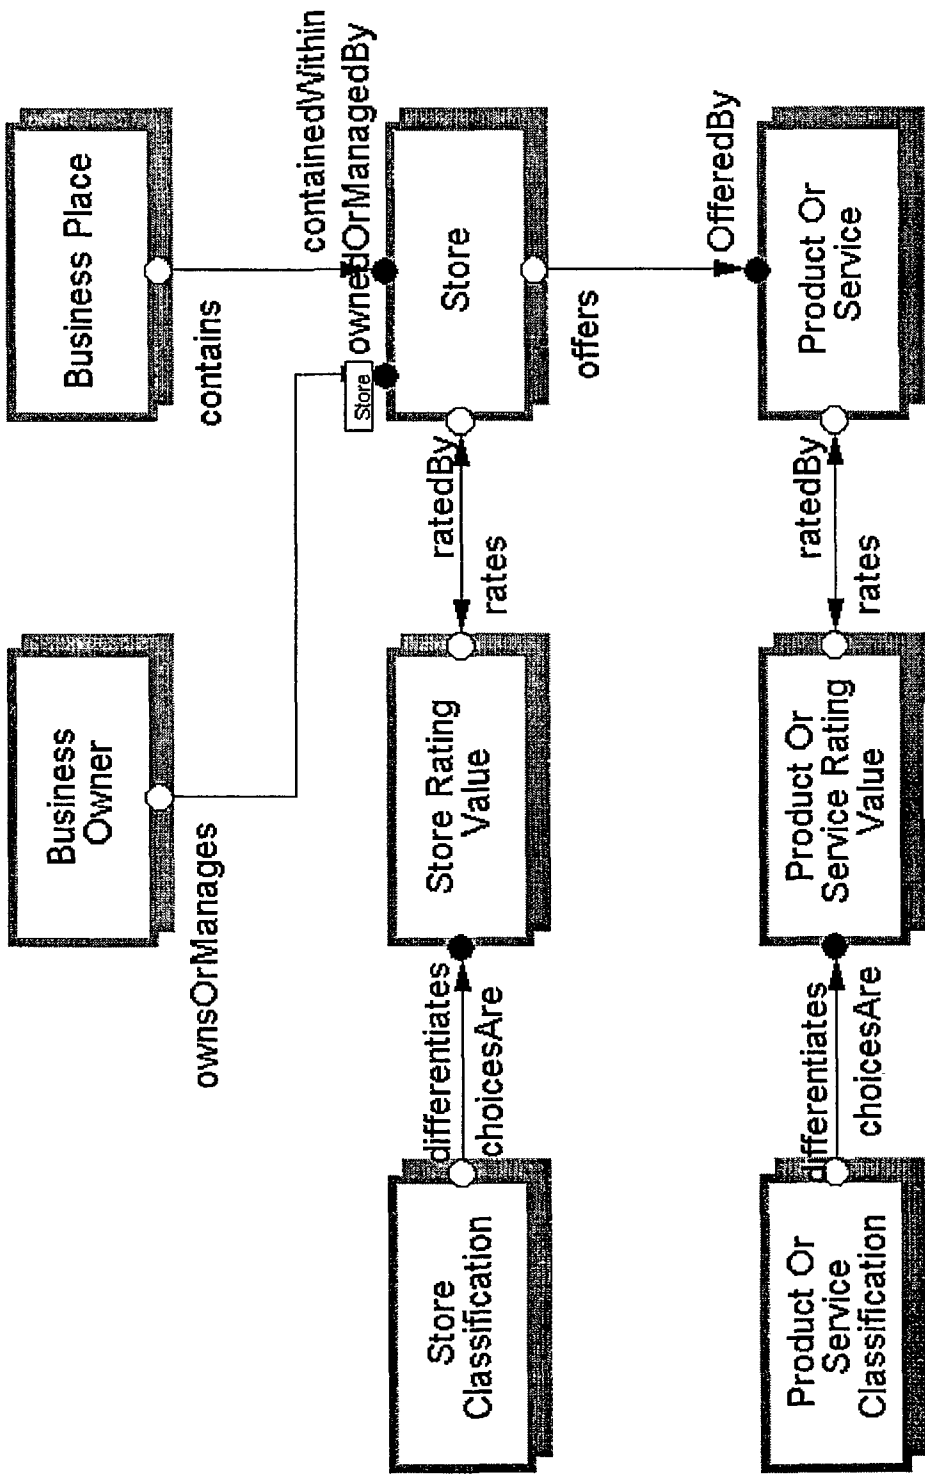 Store
Classification
differentiates
choicesAre
Product Or
Service
Classification
differentiates
choicesAre
Business
Owner
ownsOrManages
Store Rating
Value
ratedBy
rates
Product Or
Service Rating
Value
ratedBy
rates
Business Place
contains
containedWithin
ownedOrManagedBy
Store
Store
offers
OfferedBy
Product Or
Service